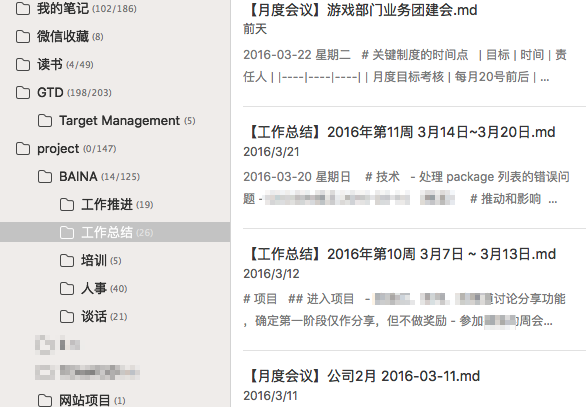 我的笔记 (102/186)
微信收藏 (8)
读书 (4/49)
GTD (198/203)
Target Management (5)
project (0/147)
BAINA (14/125)
工作推进 (19)
工作总结 (26)
培训 (5)
人事 (40)
谈话 (21)
网站项目 (1)
【月度会议】游戏部门业务团建会.md
前天
2016-03-22 星期二 # 关键制度的时间点 | 目标 | 时间 | 责
任人 | |----|----|----| | 月度目标考核 | 每月20号前后 | ...
【工作总结】2016年第11周 3月14日~3月20日.md
2016/3/21
2016-03-20 星期日 # 技术 - 处理 package 列表的错误问
题 - # 推动和影响 ...
【工作总结】2016年第10周 3月7日 ~ 3月13日.md
2016/3/12
# 项目 ## 进入项目 - 讨论分享功能
，确定第一阶段仅作分享，但不做奖励 - 参加 周会...
【月度会议】公司2月 2016-03-11.md
2016/3/11